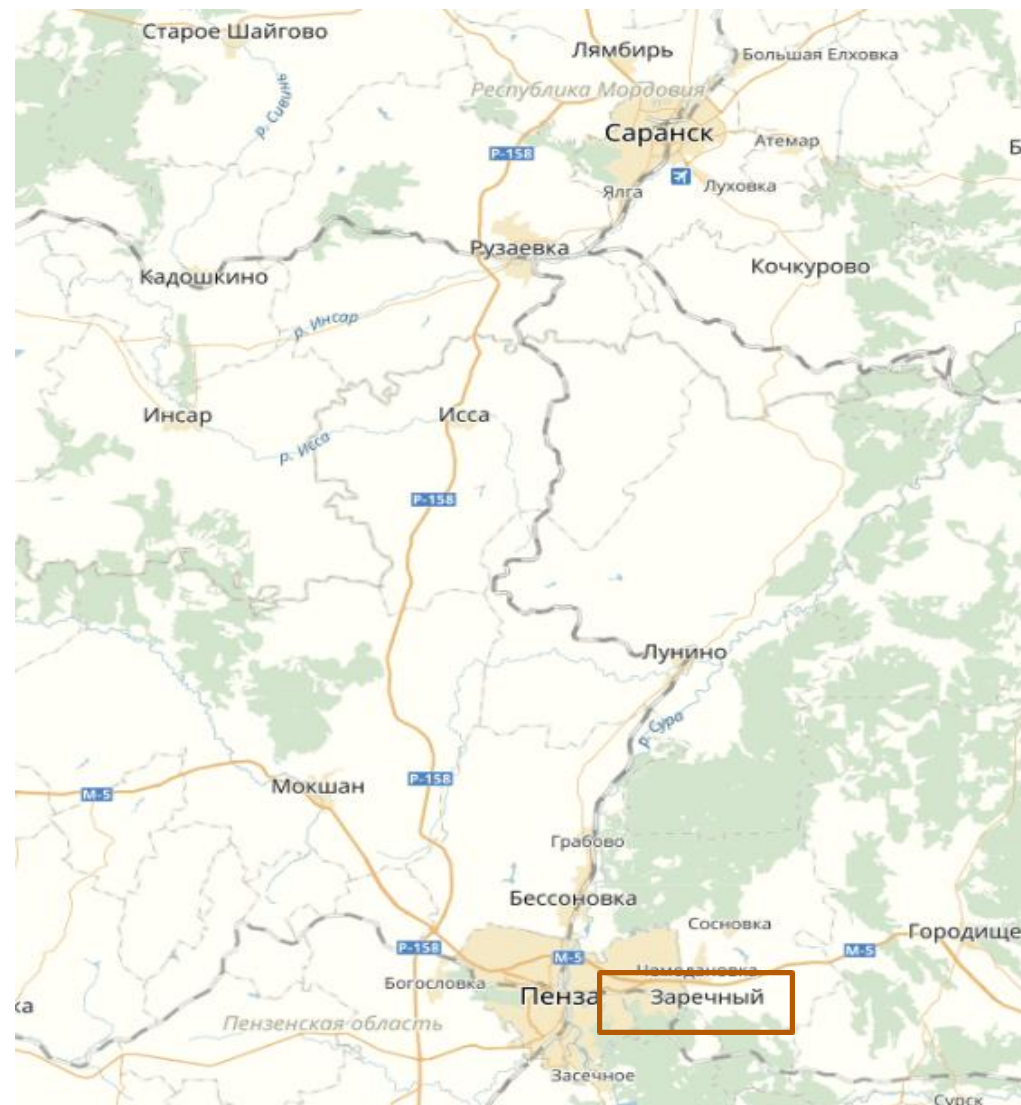 Старое Шайгово
Лямбирь
Большая Елховка
р. Сивинь
Республика Мордовия
Саранск
Атемар
Р-158
Б
Ялга
Луховка
Рузаевка
Кочкурово
Кадошкино
р. Инсар
Инсар
Исса
р. Исса
Р-158
Лунино
р. Сура
Мокшан
Р-158
М-5
Грабово
Бессоновка
Сосновка
Городище
Р-158
М-5
М-5
Чемодановка
Богословка
Пенза
Заречный
ка
Пензенская область
Засечное
Сурск